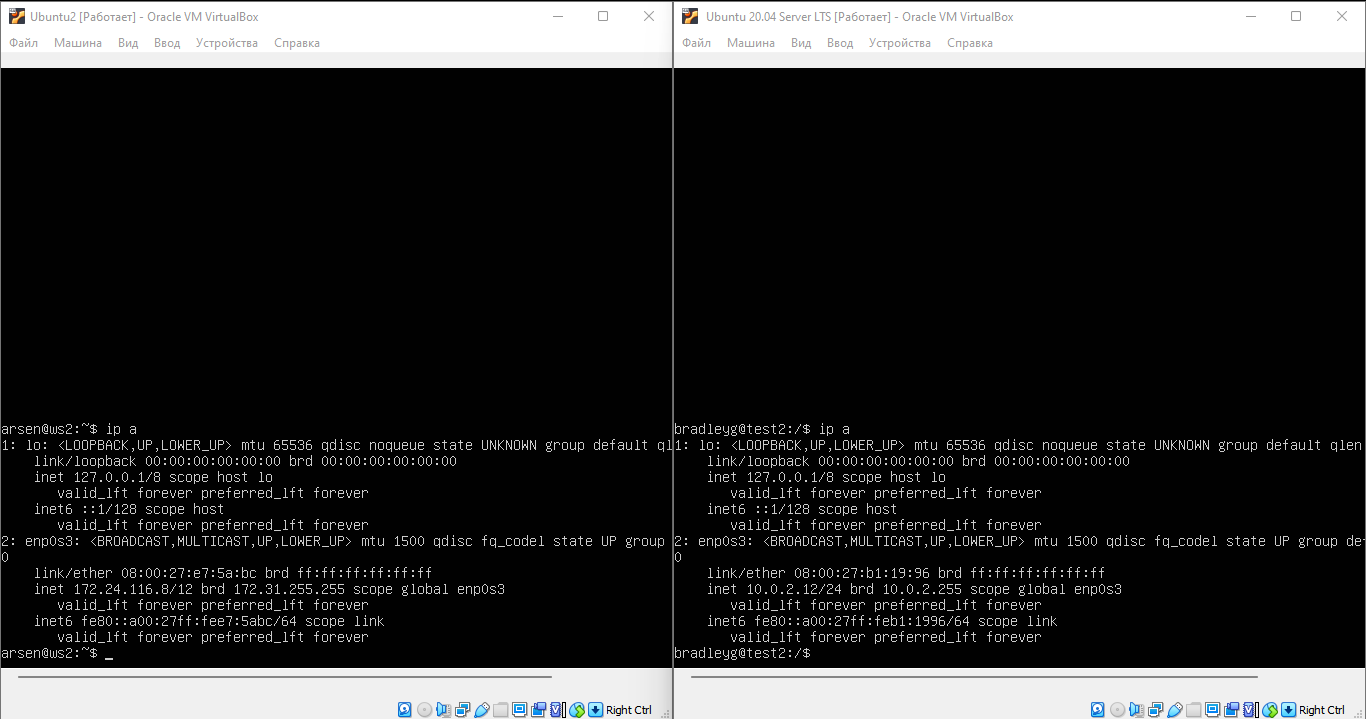 Ubuntu2 [Работает] - Oracle VM VirtualBox
Файл Машина Вид Ввод Устройства Справка
arsen@ws2:~$ ip a
1: lo: <LOOPBACK,UP,LOWER_UP> mtu 65536 qdisc noqueue state UNKNOWN group default ql
link/loopback 00:00:00:00:00:00 brd 00:00:00:00:00:00
inet 127.0.0.1/8 scope host lo
valid_lft forever preferred_lft forever
inet6 ::1/128 scope host
valid_lft forever preferred_lft forever
2: enp0s3: <BROADCAST,MULTICAST,UP,LOWER_UP> mtu 1500 qdisc fq_codel state UP group
0
link/ether 08:00:27:e7:5a:bc brd ff:ff:ff:ff:ff:ff
inet 172.24.116.8/12 brd 172.31.255.255 scope global enp0s3
valid_lft forever preferred_lft forever
inet6 fe80::a00:27ff:fee7:5abc/64 scope link
valid_lft forever preferred_lft forever
arsen@ws2:~$ _
Right Ctrl
Ubuntu 20.04 Server LTS [Работает] - Oracle VM VirtualBox
Файл Машина Вид Ввод Устройства Справка
bradleyg@test2:/$ ip a
1: lo: <LOOPBACK,UP,LOWER_UP> mtu 65536 qdisc noqueue state UNKNOWN group default qlen
link/loopback 00:00:00:00:00:00 brd 00:00:00:00:00:00
inet 127.0.0.1/8 scope host lo
valid_lft forever preferred_lft forever
inet6 ::1/128 scope host
valid_lft forever preferred_lft forever
2: enp0s3: <BROADCAST,MULTICAST,UP,LOWER_UP> mtu 1500 qdisc fq_codel state UP group def
0
link/ether 08:00:27:b1:19:96 brd ff:ff:ff:ff:ff:ff
inet 10.0.2.12/24 brd 10.0.2.255 scope global enp0s3
valid_lft forever preferred_lft forever
inet6 fe80::a00:27ff:feb1:1996/64 scope link
valid_lft forever preferred_lft forever
bradleyg@test2:/$
Right Ctrl